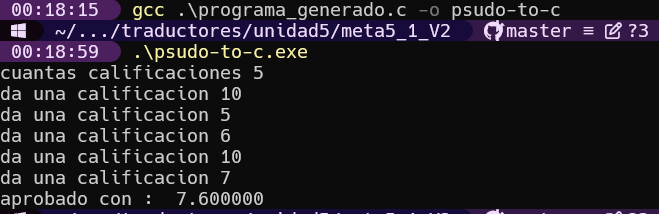 00:18:15 gcc .\programa_generado.c -o psudo-to-c
~/.../traductores/unidad5/meta5_1_V2 master ≡ ?3
00:18:59 .\psudo-to-c.exe
cuantas calificaciones 5
da una calificacion 10
da una calificacion 5
da una calificacion 6
da una calificacion 10
da una calificacion 7
aprobado con :  7.600000